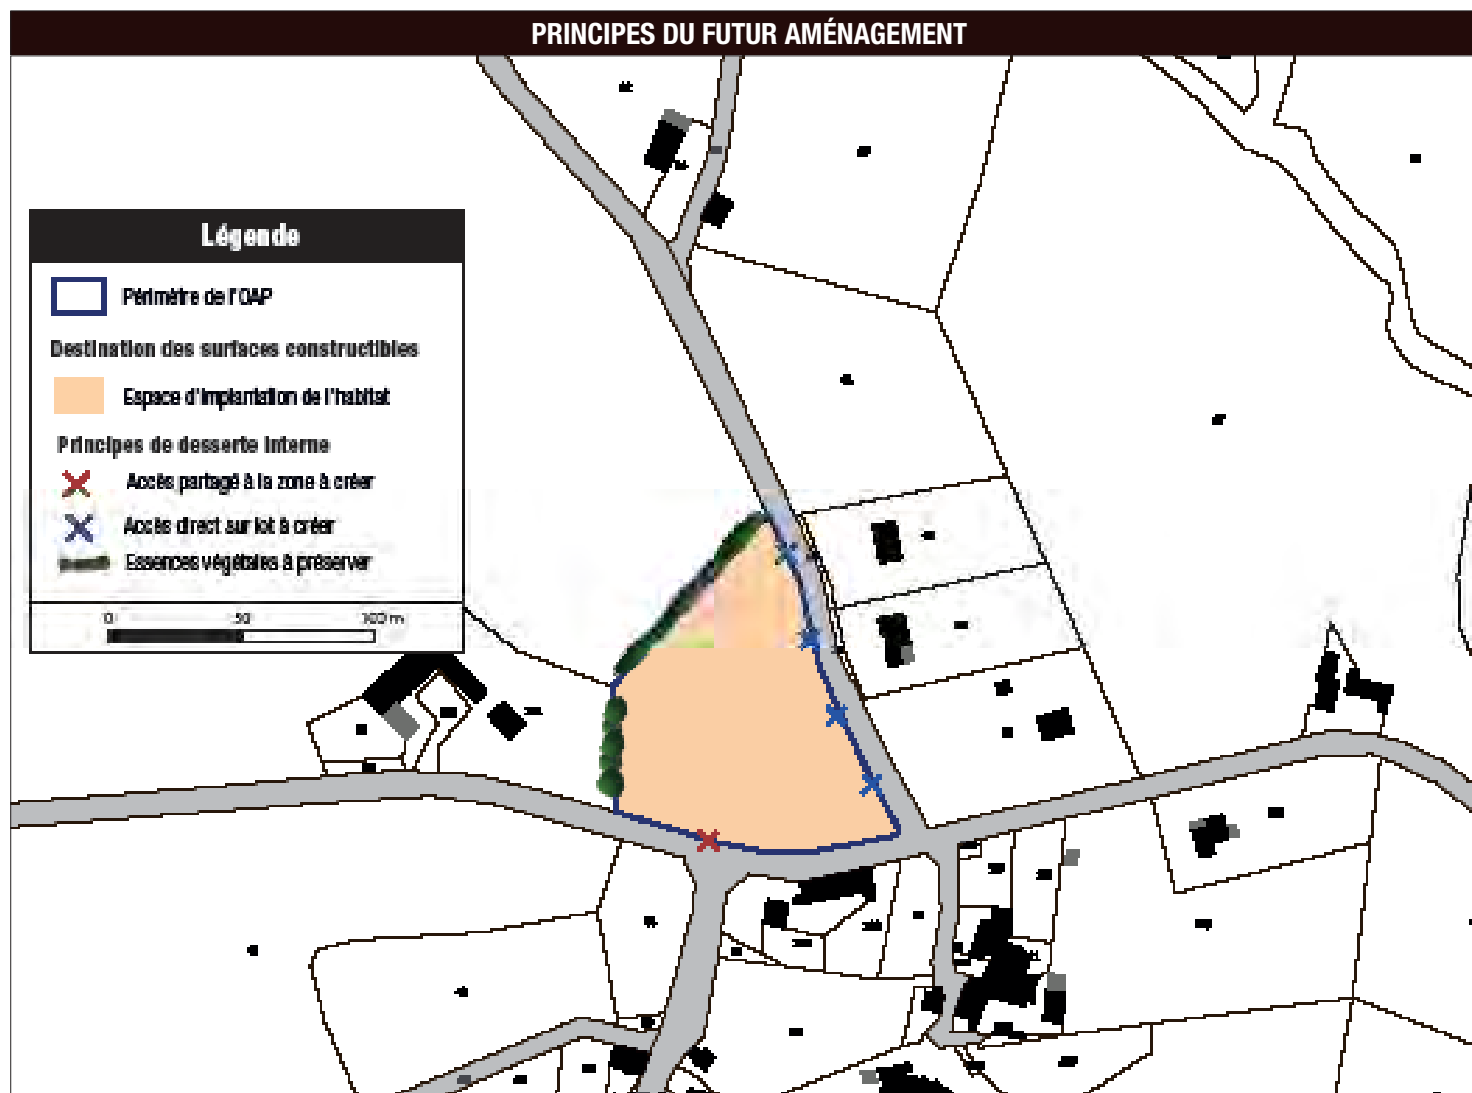 PRINCIPES DU FUTUR AMÉNAGEMENT
Légende
Périmètre de l'OAP
Destination des surfaces constructibles
Espace d'implantation de l'habitat
Principes de desserte interne
Accès partagé à la zone à créer
Accès direct sur lot à créer
Essences végétales à préserver
0 50 100 m